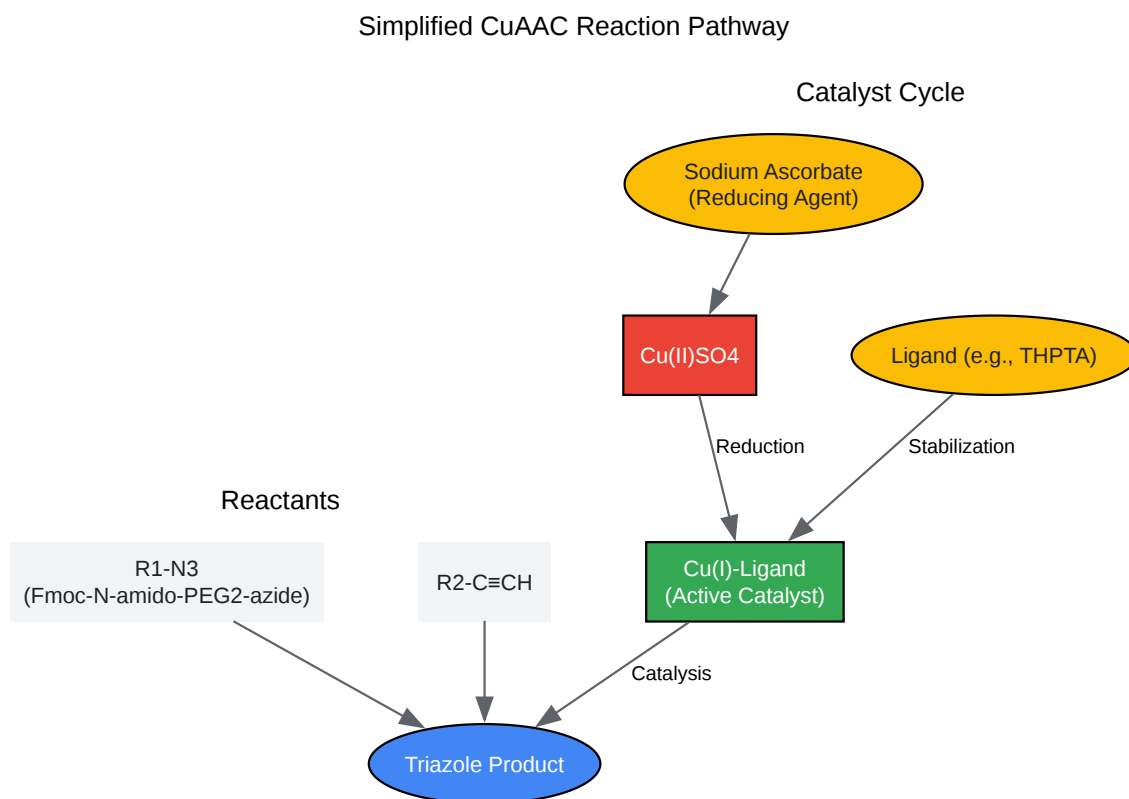 Simplified CuAAC Reaction Pathway
Catalyst Cycle
Sodium Ascorbate
(Reducing Agent)
Cu(II)SO4
Ligand (e.g., THPTA)
Reduction
Stabilization
Reactants
R1-N3
(Fmoc-N-amido-PEG2-azide)
R2-C≡CH
Cu(I)-Ligand
(Active Catalyst)
Catalysis
Triazole Product